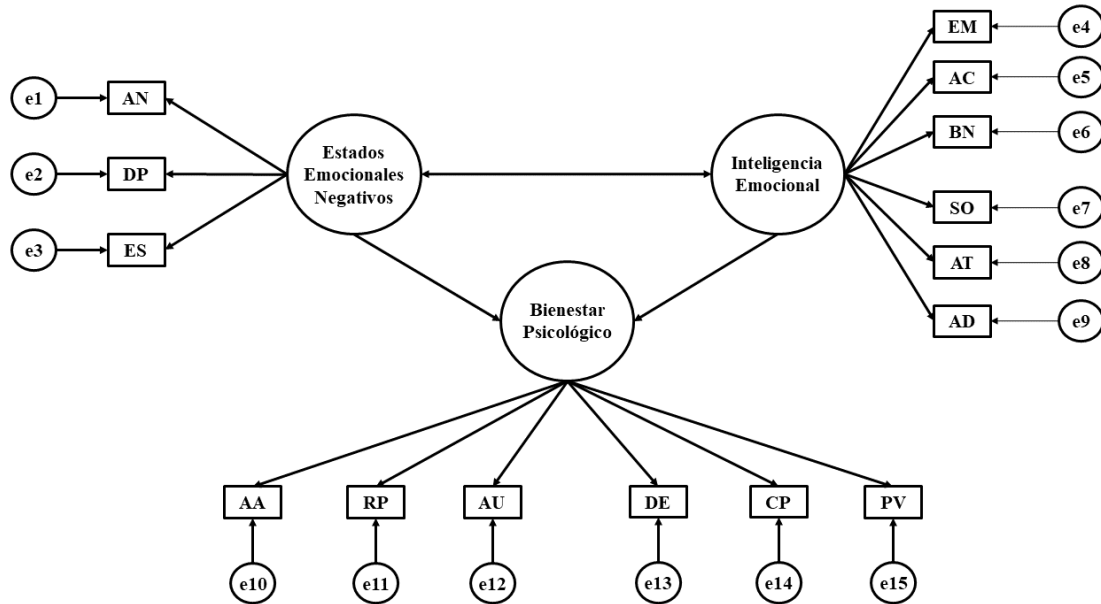 e1
AN
e2
DP
e3
ES
Estados
Emocionales
Negativos
Inteligencia
Emocional
EM
e4
AC
e5
BN
e6
SO
e7
AT
e8
AD
e9
Bienestar
Psicológico
AA
RP
AU
DE
CP
PV
e10
e11
e12
e13
e14
e15